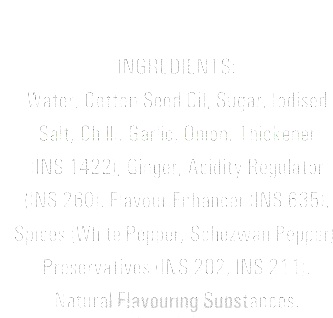 INGREDIENTS:
Water, Cotton Seed Oil, Sugar, Iodised
Salt, Chilli, Garlic, Onion, Thickener
(INS 1422), Ginger, Acidity Regulator
(INS 260), Flavour Enhancer (INS 635),
Spices (White Pepper, Schezwan Pepper)
Preservatives (INS 202, INS 211).
Natural Flavouring Substances.